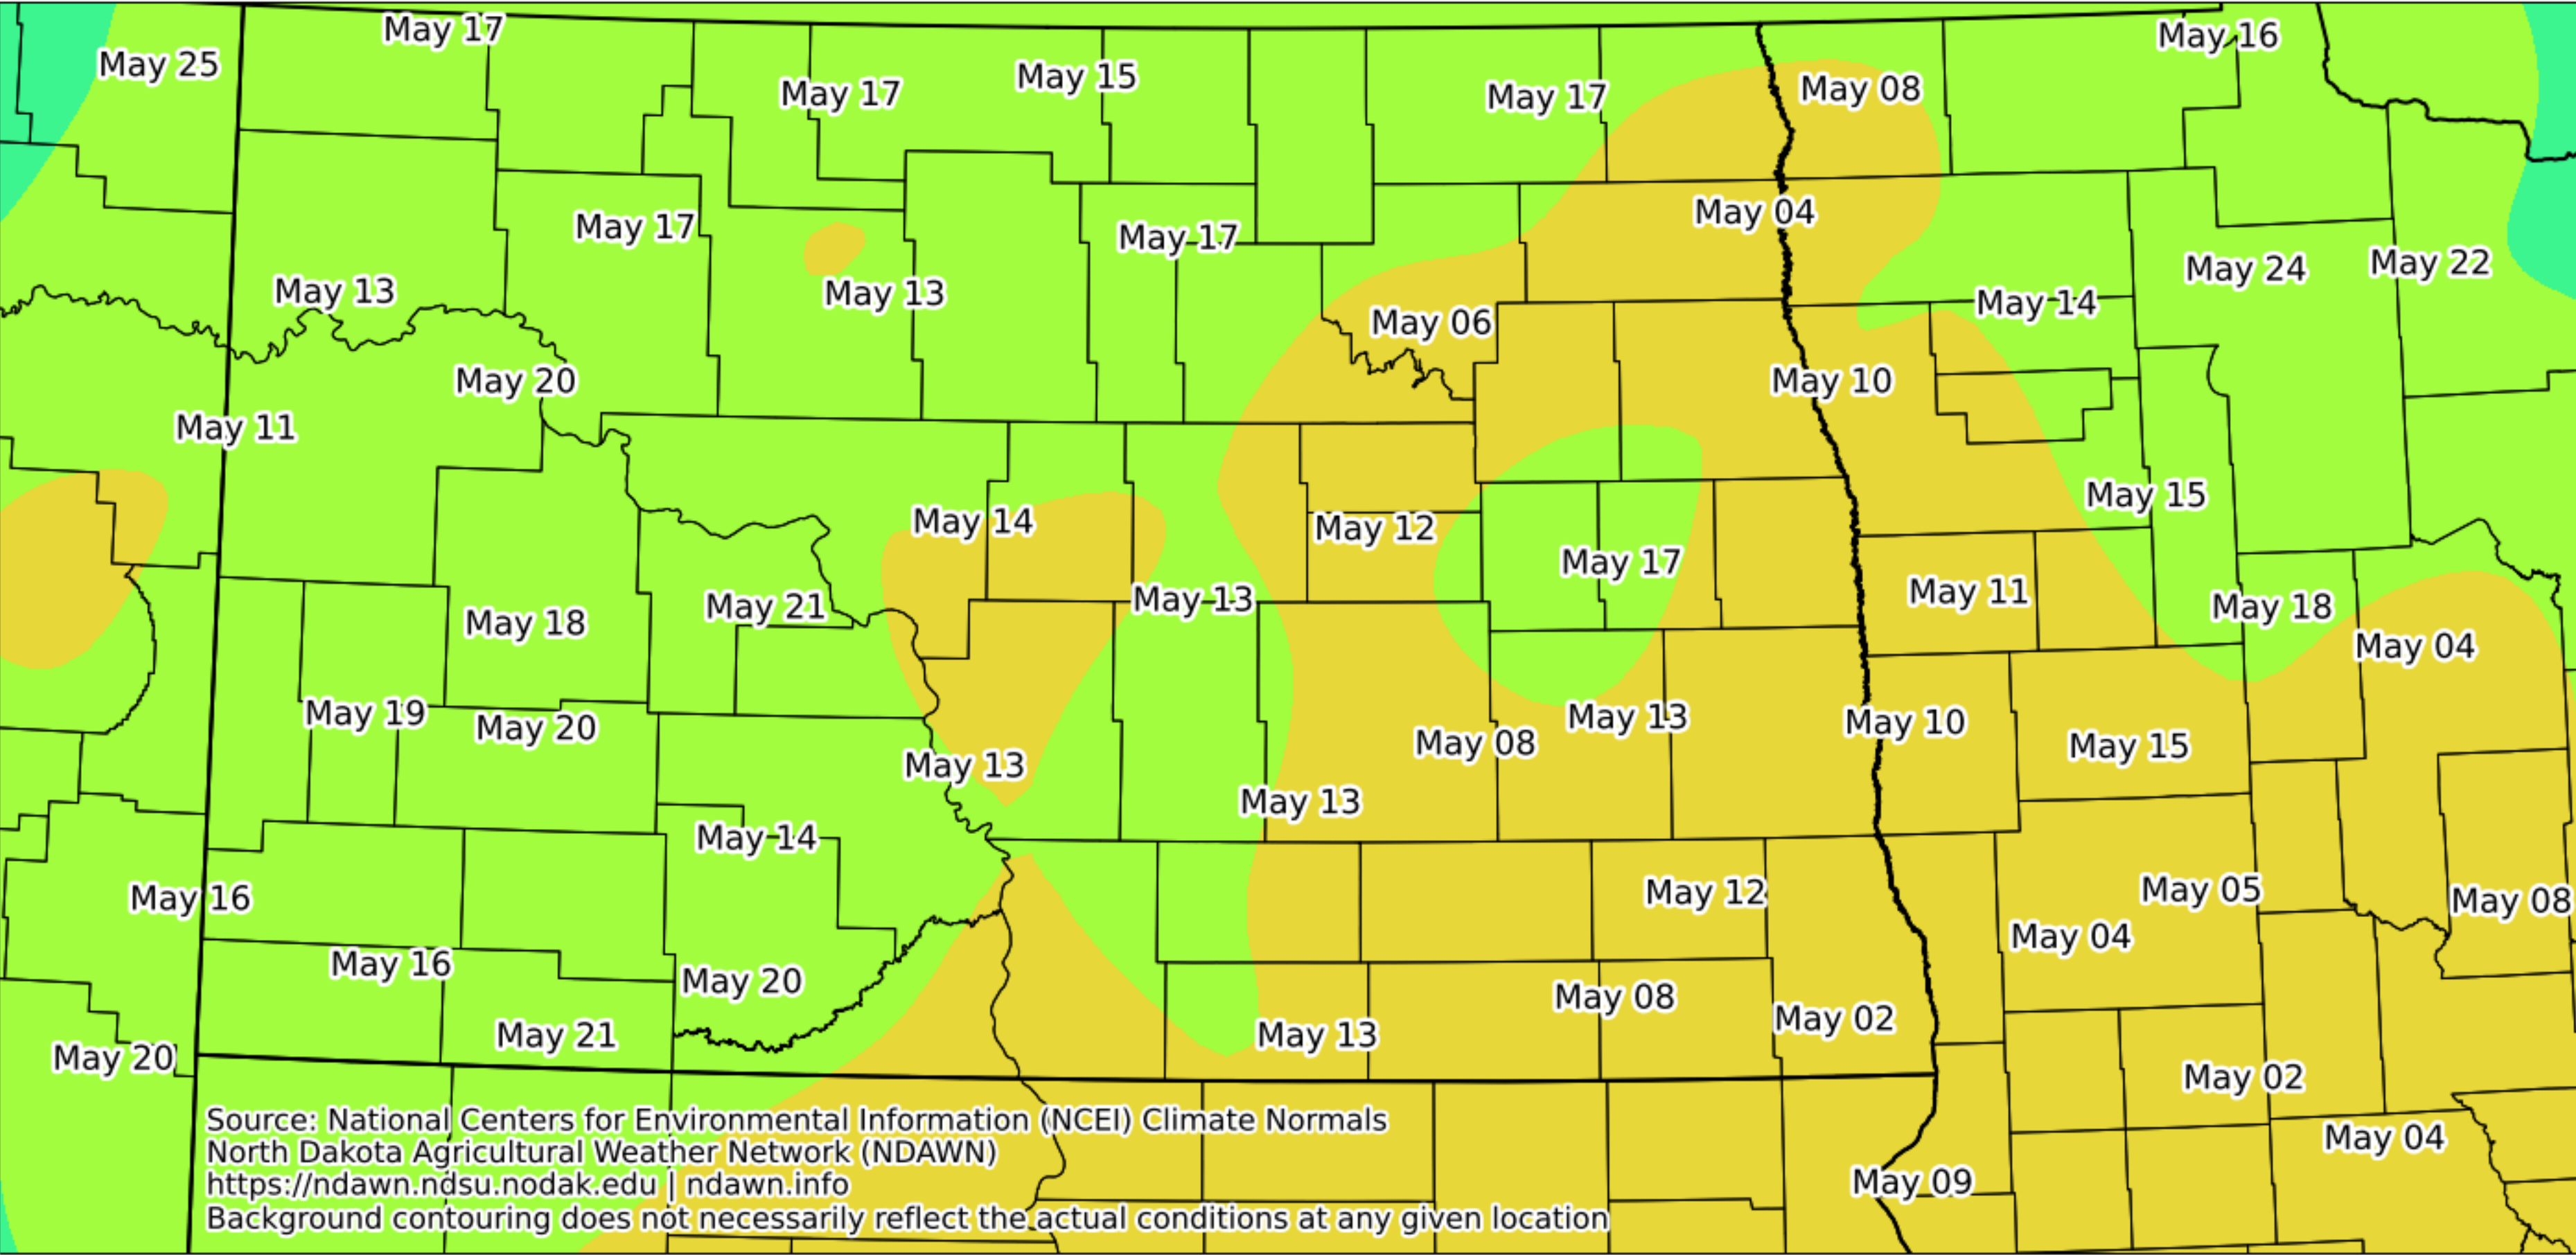 May 17
May 16
May 25
May 15
May 08
May 17
May 17
May 04
May 17
May 17
May 22
May 24
May 13
May 13
May 14
May 06
May 20
May 10
May 11
May 15
May 14
May 12
May 17
May 11
May 13
May 21
May 18
May 18
May 04
May 19
May 13
May 10
May 20
May 08
May 15
May 13
May 13
May 14
May 05
May 12
May 16
May 08
May 04
May 16
May 20
May 08
May 02
May 21
May 13
May 20
May 02
Source: National Centers for Environmental Information (NCEI) Climate Normals
May 04
North Dakota Agricultural Weather Network (NDAWN)
https://ndawn.ndsu.nodak.edu | ndawn.info
May 09
Background contouring does not necessarily reflect the actual conditions at any given location